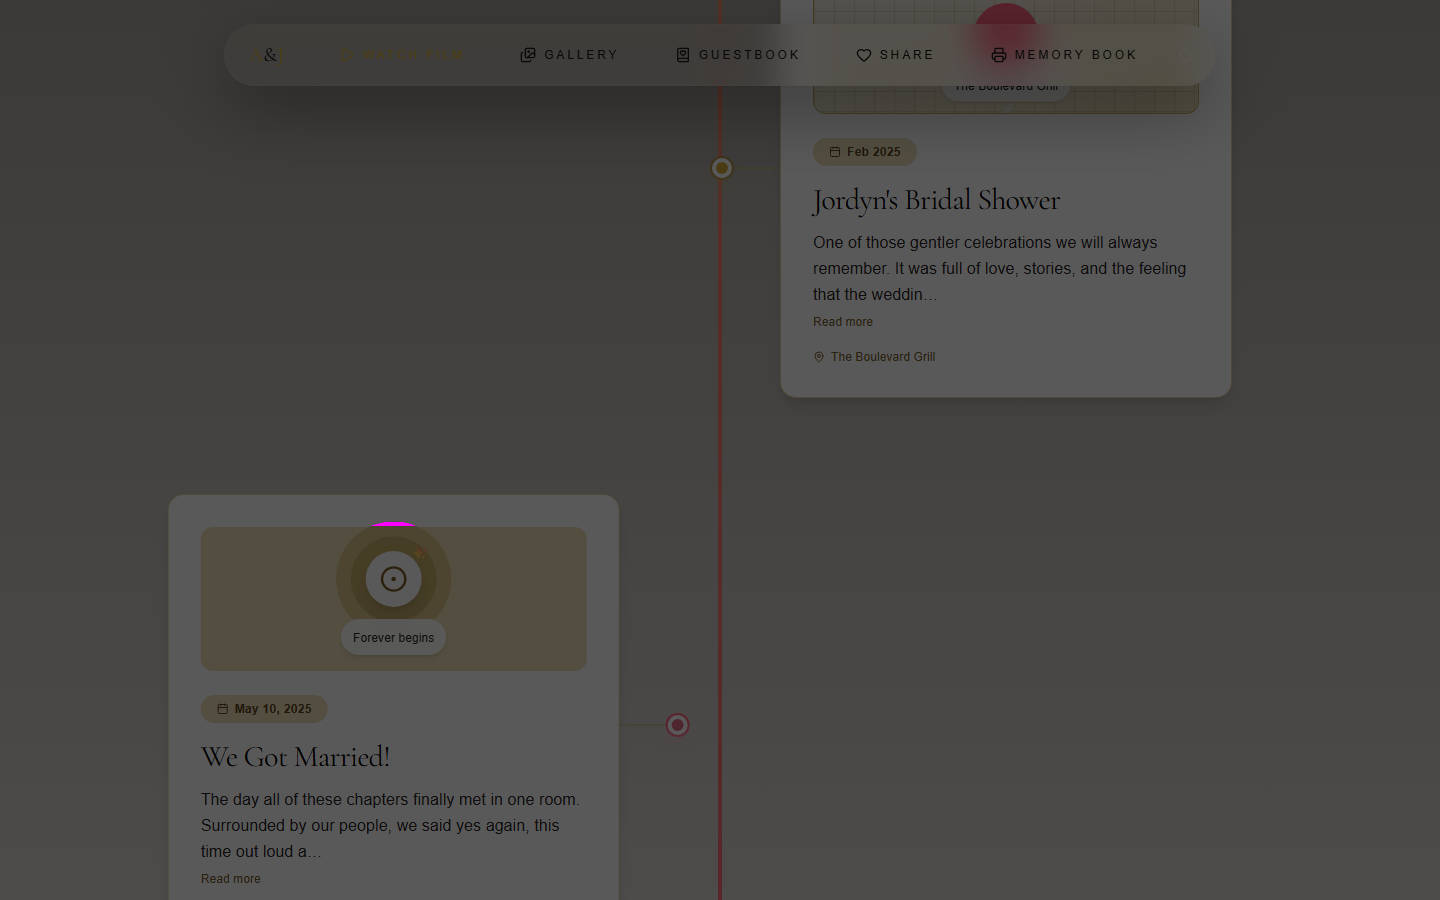 &
GALLERY
GUESTBOOK
SHARE
MEMORY BOOK
The Boulevard Grill
Feb 2025
Jordyn's Bridal Shower
One of those gentler celebrations we will always
remember. It was full of love, stories, and the feeling
that the weddin…
Read more
The Boulevard Grill
Forever begins
May 10, 2025
We Got Married!
The day all of these chapters finally met in one room.
Surrounded by our people, we said yes again, this
time out loud a…
Read more